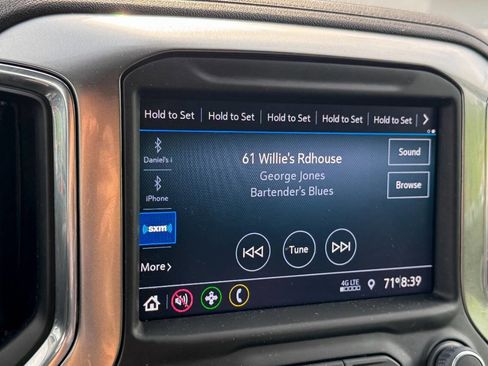 Hold to Set Hold to Set Hold to Set Hold to Set Hold to Set
Daniel's i
61 Willie's Rdhouse
Sound
George Jones
iPhone
Bartender's Blues
Browse
sxm
Tune
More
4G LTE
71° 8:39